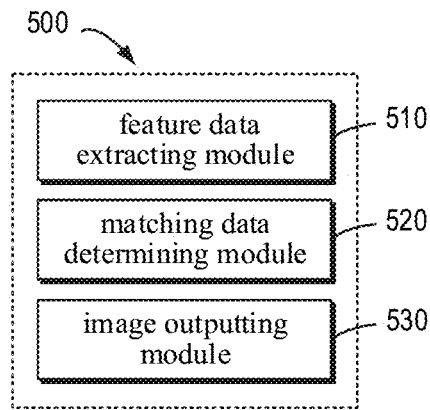 500
feature data
extracting module
510
matching data
determining module
520
image outputting
module
530